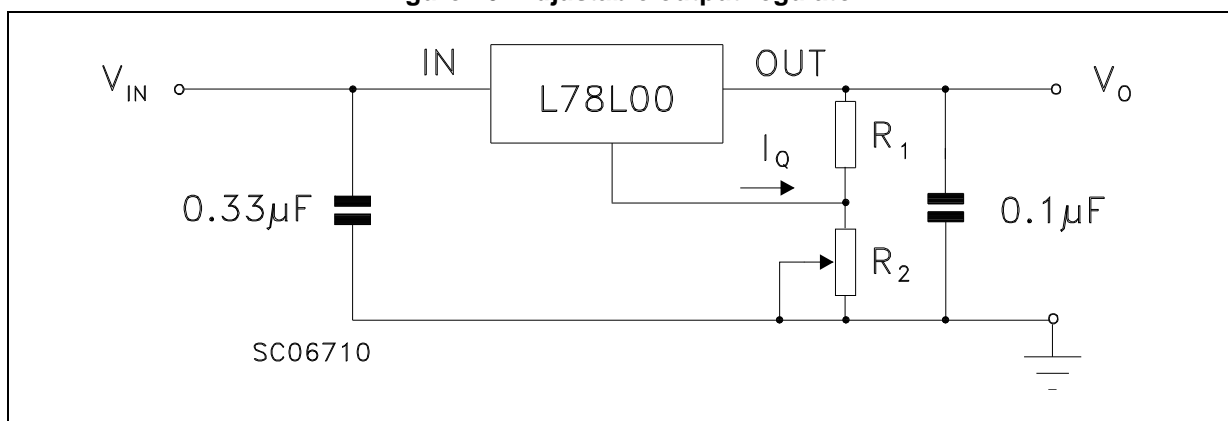 V_IN
IN
L78L00
OUT
V_O
I_Q
R_1
0.33µF
0.1µF
R_2
SC06710